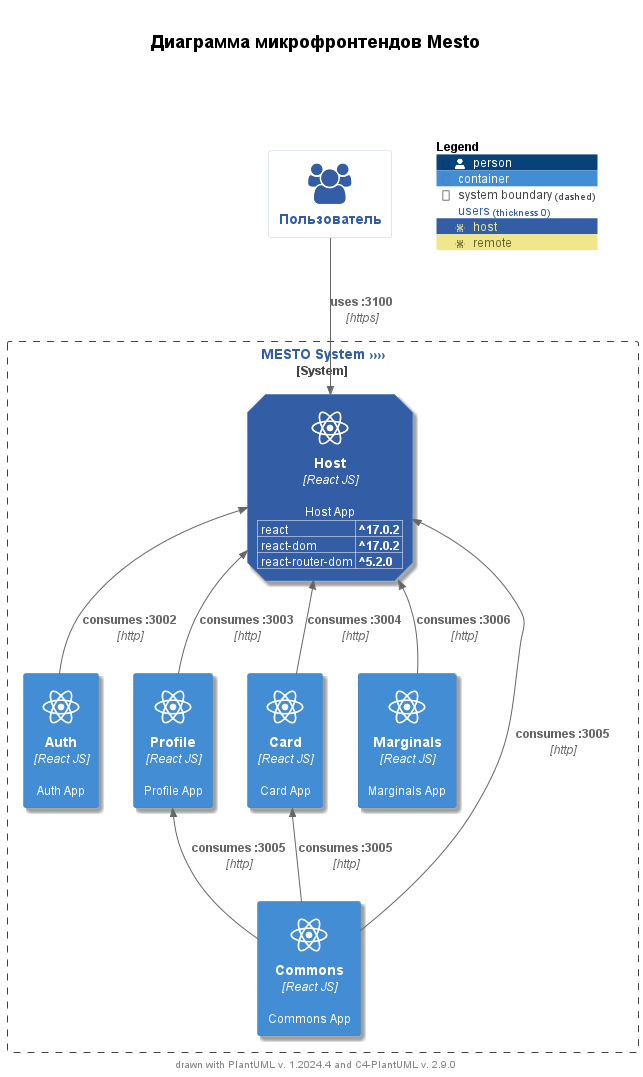 Диаграмма микрофронтендов Mesto
Legend
person
container
system boundary (dashed)
users (thickness 0)
host
remote
Пользователь
uses :3100
[https]
MESTO System ››››
[System]
Host
[React JS]
Host App
react ^17.0.2
react-dom ^17.0.2
react-router-dom ^5.2.0
consumes :3002
[http]
consumes :3003
[http]
consumes :3004
[http]
consumes :3006
[http]
consumes :3005
[http]
Auth
[React JS]
Auth App
Profile
[React JS]
Profile App
Card
[React JS]
Card App
Marginals
[React JS]
Marginals App
consumes :3005
[http]
consumes :3005
[http]
Commons
[React JS]
Commons App
drawn with PlantUML v. 1.2024.4 and C4-PlantUML v. 2.9.0